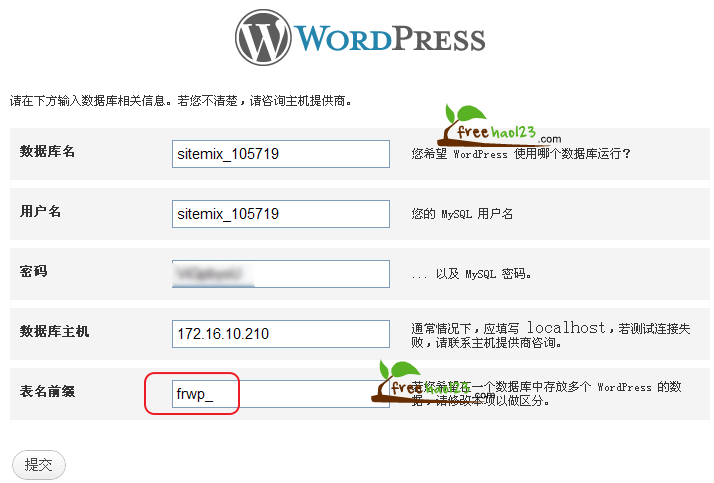 WORDPRESS
请在下方输入数据库相关信息。若您不清楚，请咨询主机提供商。
freehao123.com
数据库名
sitemix_105719
您希望 WordPress 使用哪个数据库运行？
用户名
sitemix_105719
您的 MySQL 用户名
密码
... 以及 MySQL 密码。
数据库主机
172.16.10.210
通常情况下，应填写 localhost，若测试连接失
败，请联系主机提供商咨询。
表名前缀
frwp_
freehao123.com
若您希望在一个数据库中存放多个 WordPress 的数
据，请修改本项以做区分。
提交